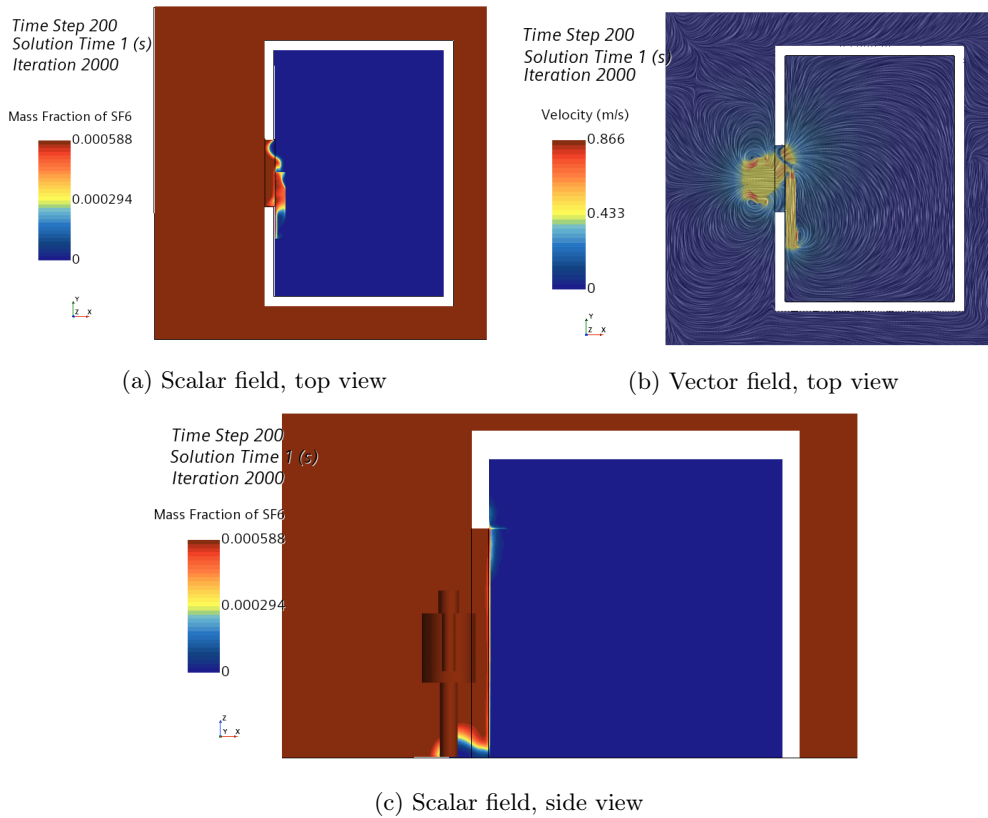 Time Step 200
Solution Time 1 (s)
Iteration 2000
Mass Fraction of SF6
0.000588
0.000294
0
Y
Z X
(a) Scalar field, top view
Time Step 200
Solution Time 1 (s)
Iteration 2000
Velocity (m/s)
0.866
0.433
0
Y
Z X
(b) Vector field, top view
Time Step 200
Solution Time 1 (s)
Iteration 2000
Mass Fraction of SF6
0.000588
0.000294
0
Z
Y X
(c) Scalar field, side view